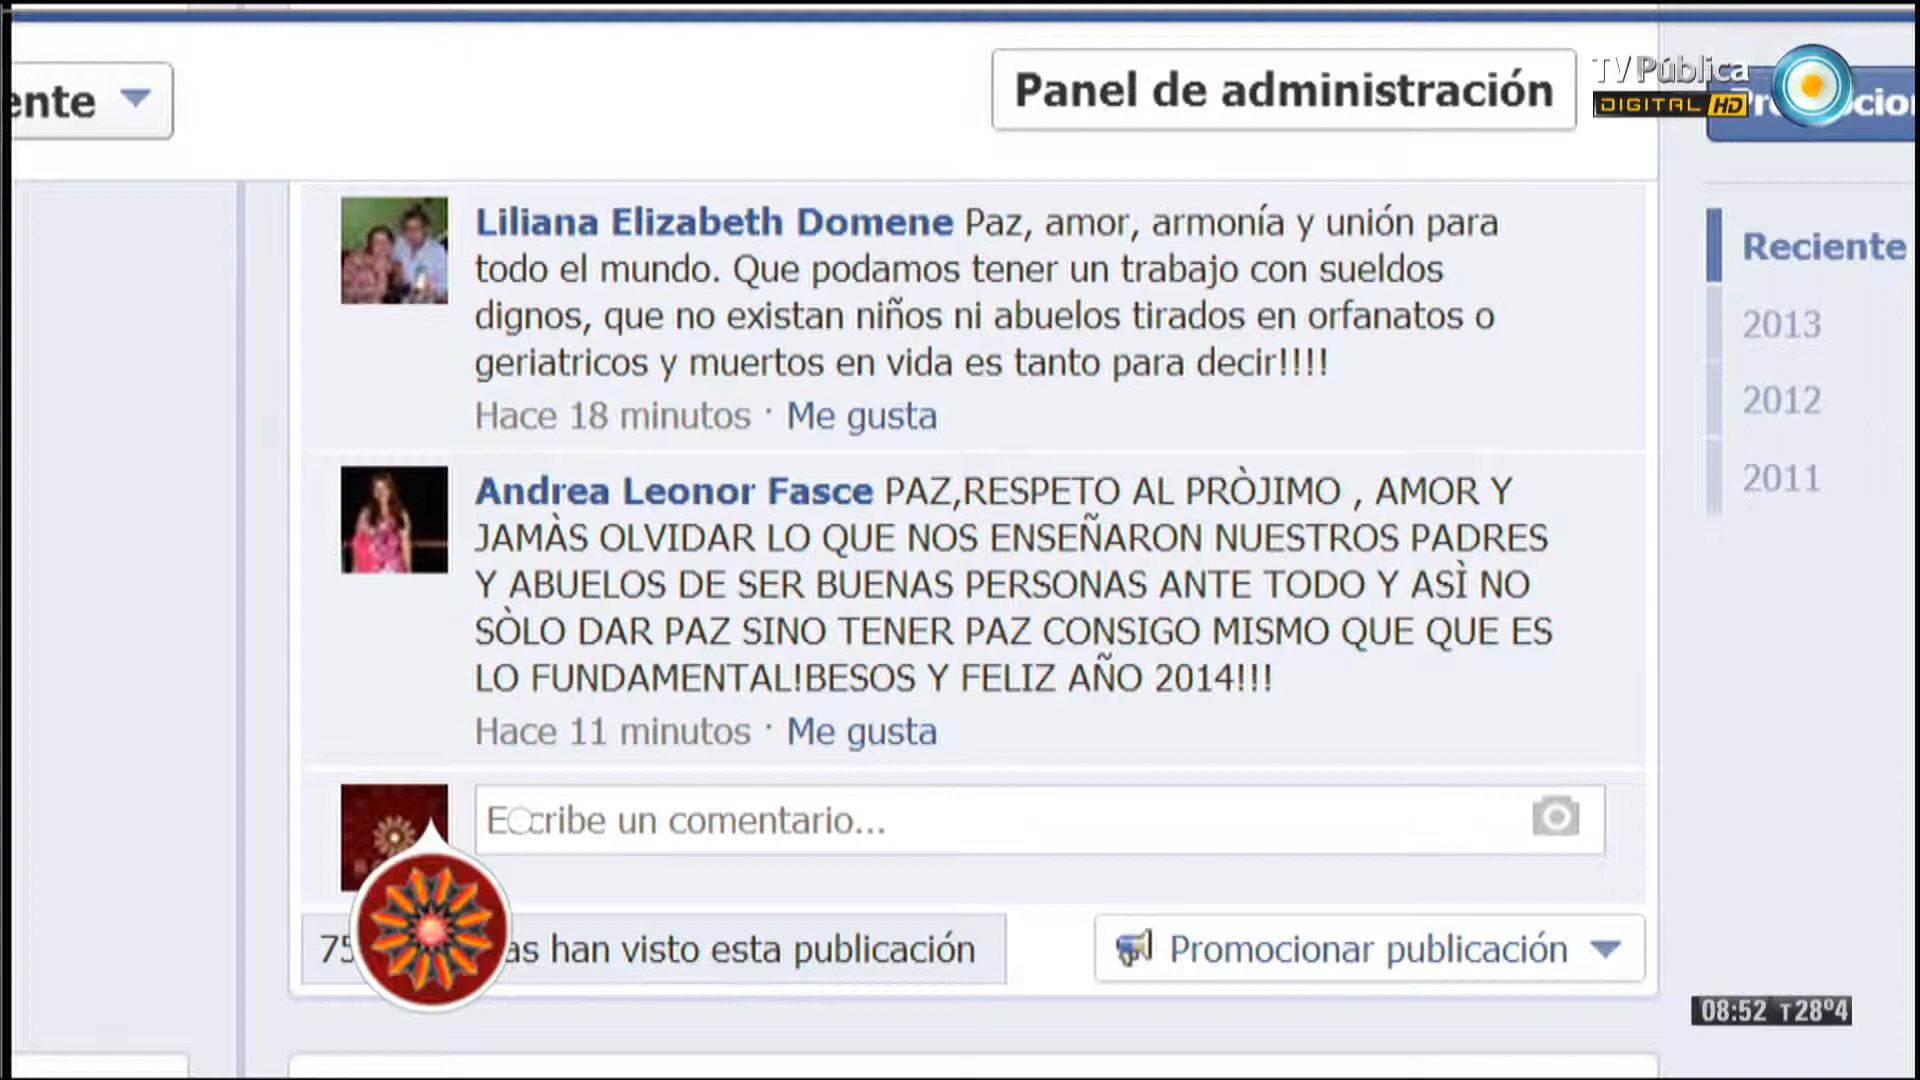 ente
Panel de administración
TV Pública
DIGITAL HD
Liliana Elizabeth Domene Paz, amor, armonía y unión para
todo el mundo. Que podamos tener un trabajo con sueldos
dignos, que no existan niños ni abuelos tirados en orfanatos o
geriatricos y muertos en vida es tanto para decir!!!!
Hace 18 minutos · Me gusta
Andrea Leonor Fasce PAZ,RESPETO AL PRÒJIMO , AMOR Y
JAMÀS OLVIDAR LO QUE NOS ENSEÑARON NUESTROS PADRES
Y ABUELOS DE SER BUENAS PERSONAS ANTE TODO Y ASÌ NO
SÒLO DAR PAZ SINO TENER PAZ CONSIGO MISMO QUE QUE ES
LO FUNDAMENTAL!BESOS Y FELIZ AÑO 2014!!!
Hace 11 minutos · Me gusta
Escribe un comentario...
75 as han visto esta publicación
Promocionar publicación
Reciente
2013
2012
2011
08:52 T28º4